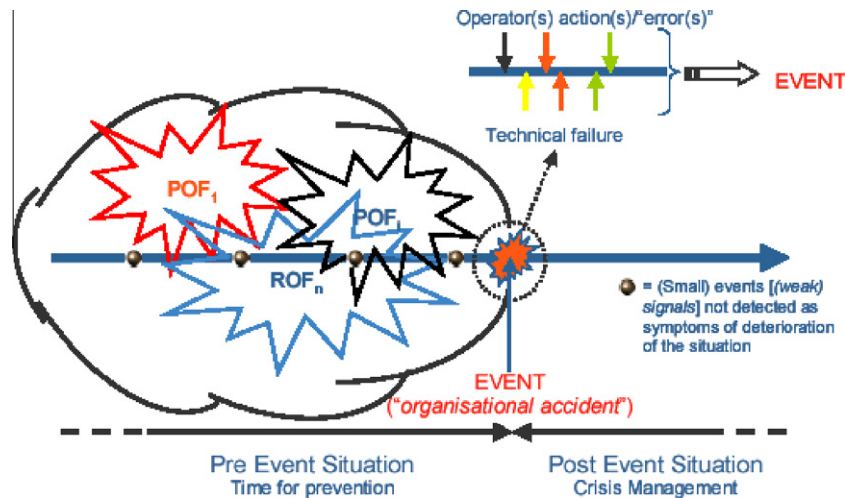 Operator(s) action(s)/"error(s)"
EVENT
Technical failure
POF1
POFi
ROFn
= (Small) events [(weak)
signals] not detected as
symptoms of deterioration
of the situation
EVENT
("organisational accident")
Pre Event Situation
Time for prevention
Post Event Situation
Crisis Management